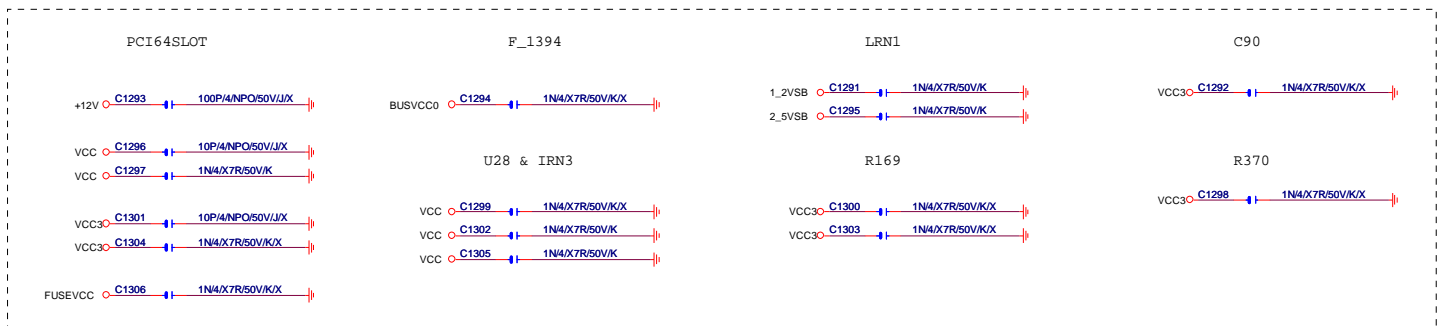 PCI64SLOT
+12V C1293 100P/4/NPO/50V/J/X
VCC C1296 10P/4/NPO/50V/J/X
VCC C1297 1N/4/X7R/50V/K
VCC3 C1301 10P/4/NPO/50V/J/X
VCC3 C1304 1N/4/X7R/50V/K/X
FUSEVCC C1306 1N/4/X7R/50V/K/X
F_1394
BUSVCC0 C1294 1N/4/X7R/50V/K/X
U28 & IRN3
VCC C1299 1N/4/X7R/50V/K/X
VCC C1302 1N/4/X7R/50V/K
VCC C1305 1N/4/X7R/50V/K
LRN1
1_2VSB C1291 1N/4/X7R/50V/K
2_5VSB C1295 1N/4/X7R/50V/K
R169
VCC3 C1300 1N/4/X7R/50V/K/X
VCC3 C1303 1N/4/X7R/50V/K/X
C90
VCC3 C1292 1N/4/X7R/50V/K/X
R370
VCC3 C1298 1N/4/X7R/50V/K/X